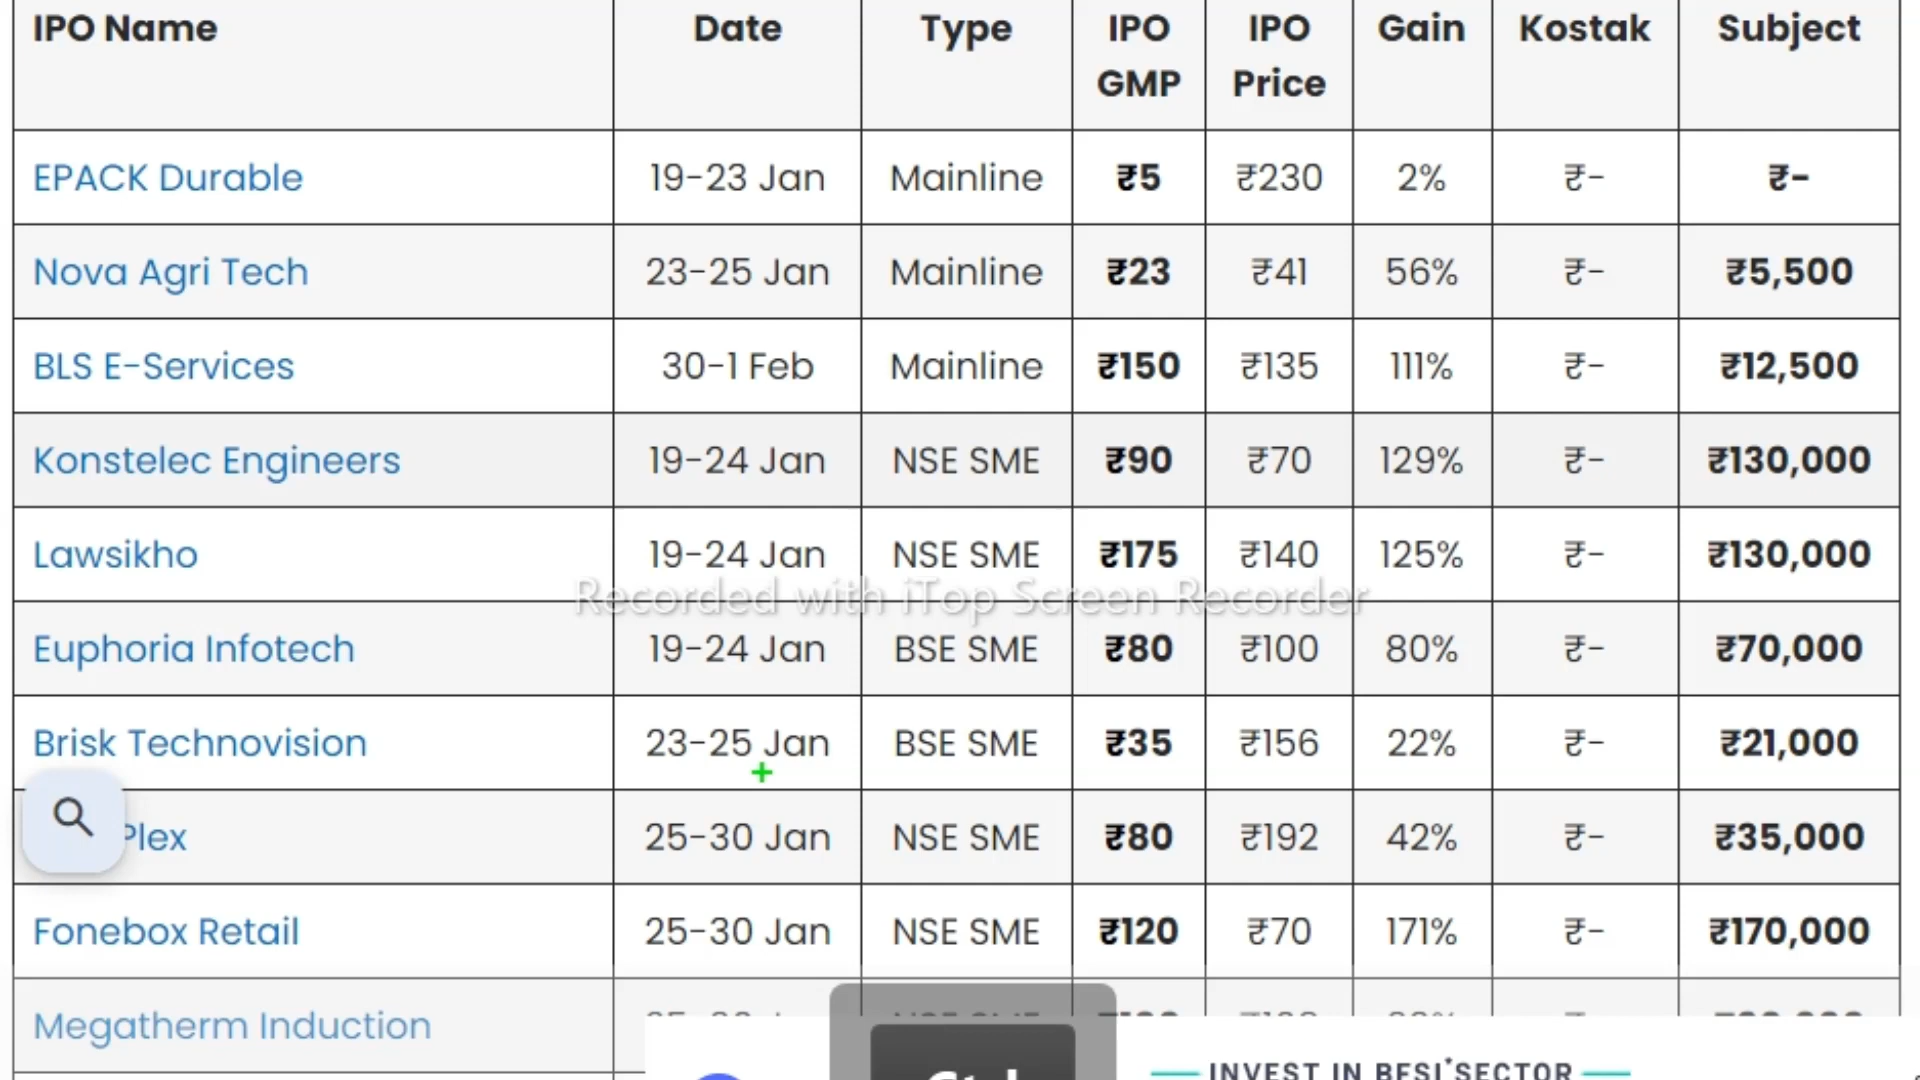 IPO Name Date Type IPO GMP IPO Price Gain Kostak Subject
EPACK Durable 19-23 Jan Mainline ₹5 ₹230 2% ₹- ₹-
Nova Agri Tech 23-25 Jan Mainline ₹23 ₹41 56% ₹- ₹5,500
BLS E-Services 30-1 Feb Mainline ₹150 ₹135 111% ₹- ₹12,500
Konstelec Engineers 19-24 Jan NSE SME ₹90 ₹70 129% ₹- ₹130,000
Lawsikho 19-24 Jan NSE SME ₹175 ₹140 125% ₹- ₹130,000
Recorded with iTop Screen Recorder
Euphoria Infotech 19-24 Jan BSE SME ₹80 ₹100 80% ₹- ₹70,000
Brisk Technovision 23-25 Jan BSE SME ₹35 ₹156 22% ₹- ₹21,000
Plex 25-30 Jan NSE SME ₹80 ₹192 42% ₹- ₹35,000
Fonebox Retail 25-30 Jan NSE SME ₹120 ₹70 171% ₹- ₹170,000
Megatherm Induction
INVEST IN BFSI* SECTOR